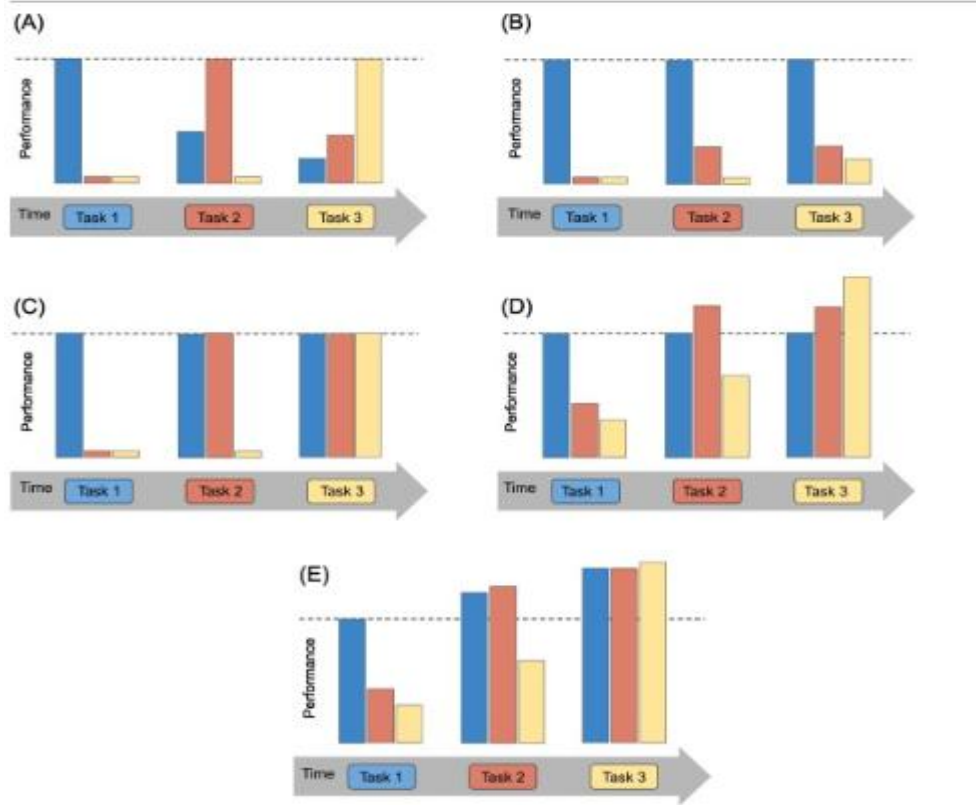 (A)
Performance
Time Task 1 Task 2 Task 3
(B)
Performance
Time Task 1 Task 2 Task 3
(C)
Performance
Time Task 1 Task 2 Task 3
(D)
Performance
Time Task 1 Task 2 Task 3
(E)
Performance
Time Task 1 Task 2 Task 3